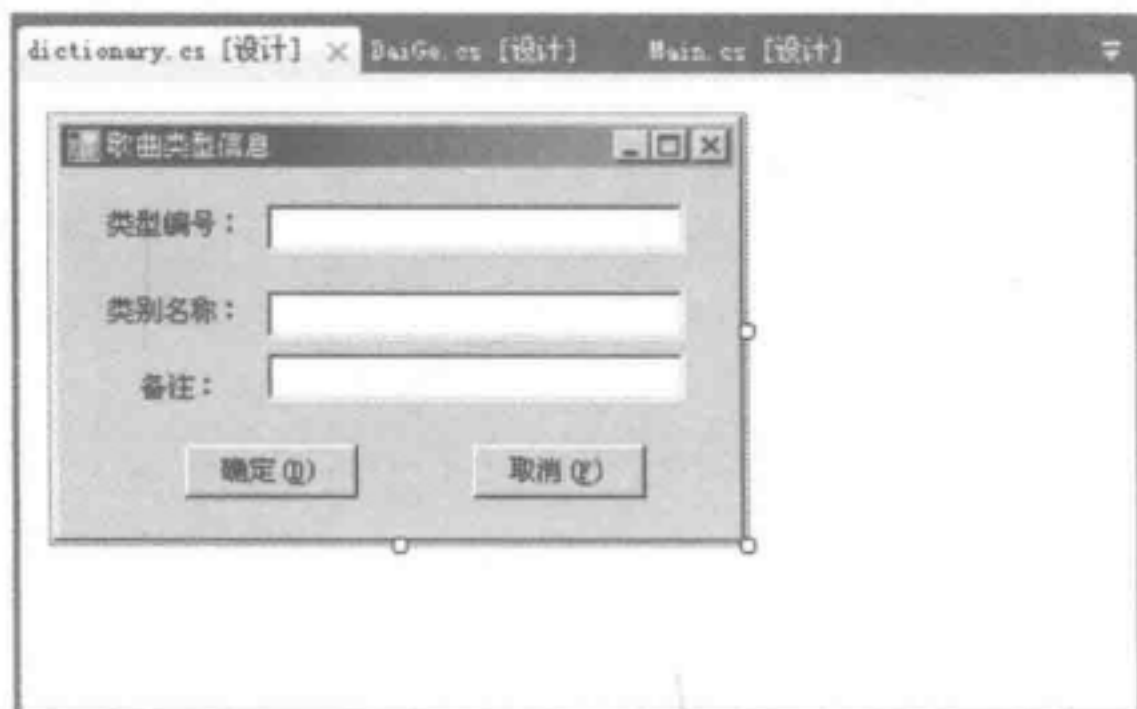 dictionary.cs [设计] × DaiGe.cs [设计] Main.cs [设计]
歌曲类型信息
类型编号：
类别名称：
备注：
确定(D) 取消(F)